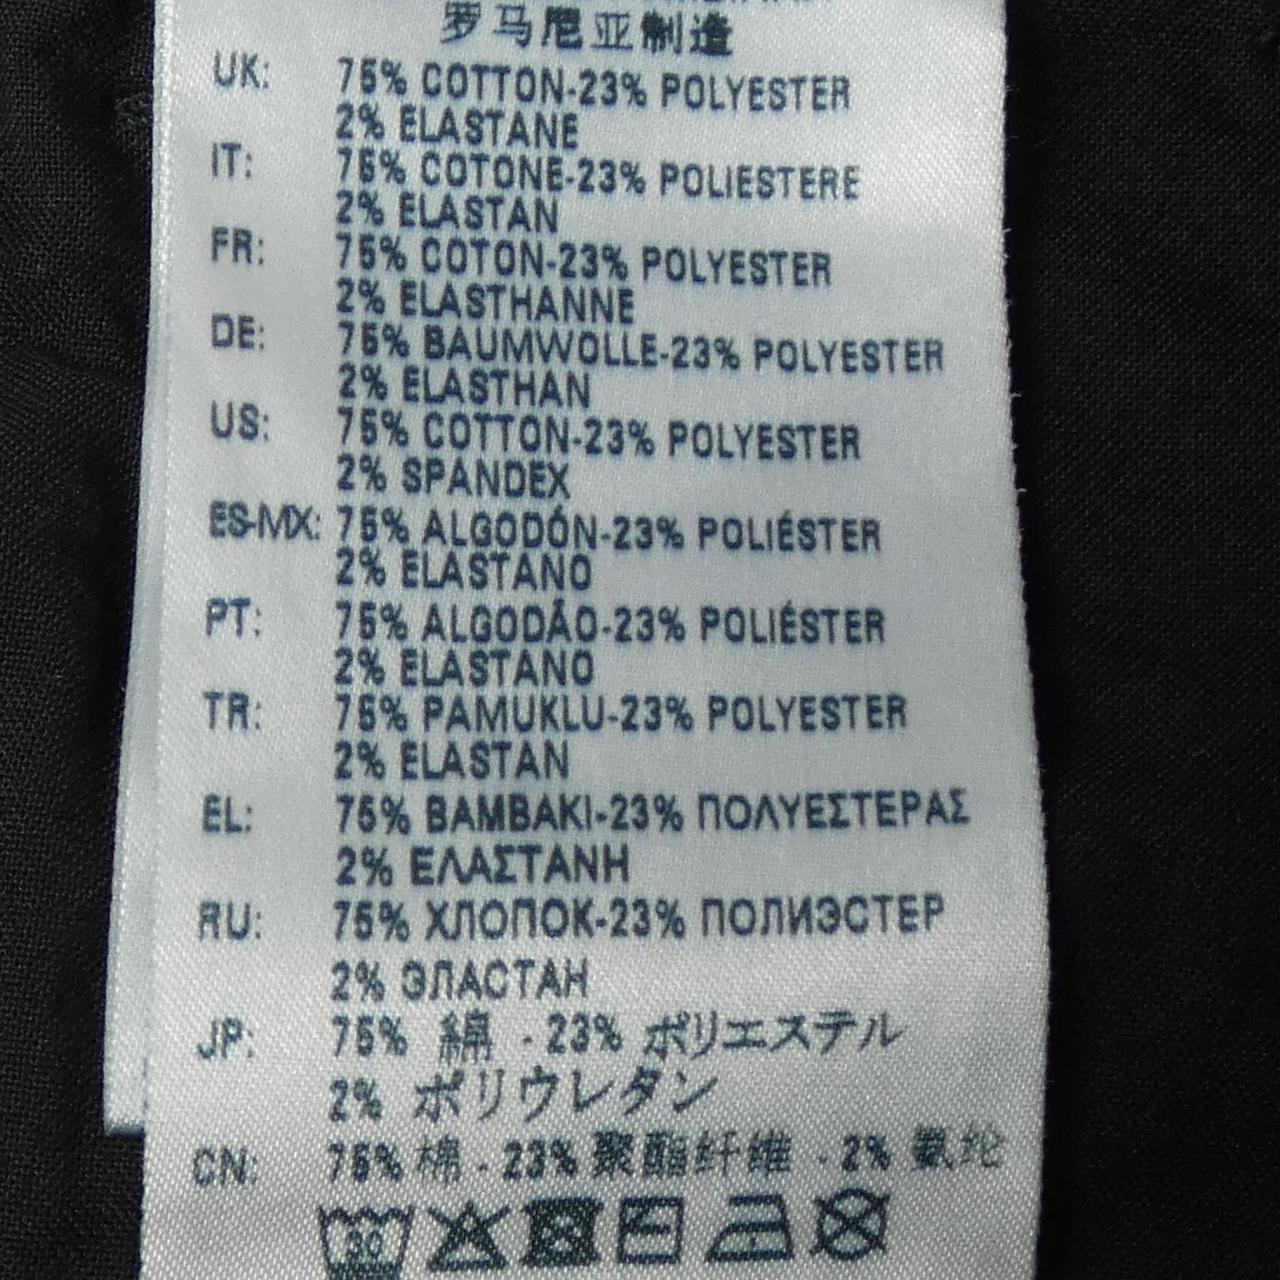 罗马尼亚制造
UK: 75% COTTON-23% POLYESTER
2% ELASTANE
IT: 75% COTONE-23% POLIESTERE
2% ELASTAN
FR: 75% COTON-23% POLYESTER
2% ELASTHANNE
DE: 75% BAUMWOLLE-23% POLYESTER
2% ELASTHAN
US: 75% COTTON-23% POLYESTER
2% SPANDEX
ES-MX: 75% ALGODÓN-23% POLIÉSTER
2% ELASTANO
PT: 75% ALGODÃO-23% POLIÉSTER
2% ELASTANO
TR: 75% PAMUKLU-23% POLYESTER
2% ELASTAN
EL: 75% BAMBAKI-23% ΠΟΛΥΕΣΤΕΡΑΣ
2% ΕΛΑΣΤΑΝΗ
RU: 75% ХЛОПОК-23% ПОЛИЭСТЕР
2% ЭЛАСТАН
JP: 75% 綿 - 23% ポリエステル
2% ポリウレタン
CN: 75% 棉 - 23% 聚酯纤维 - 2% 氨纶
30